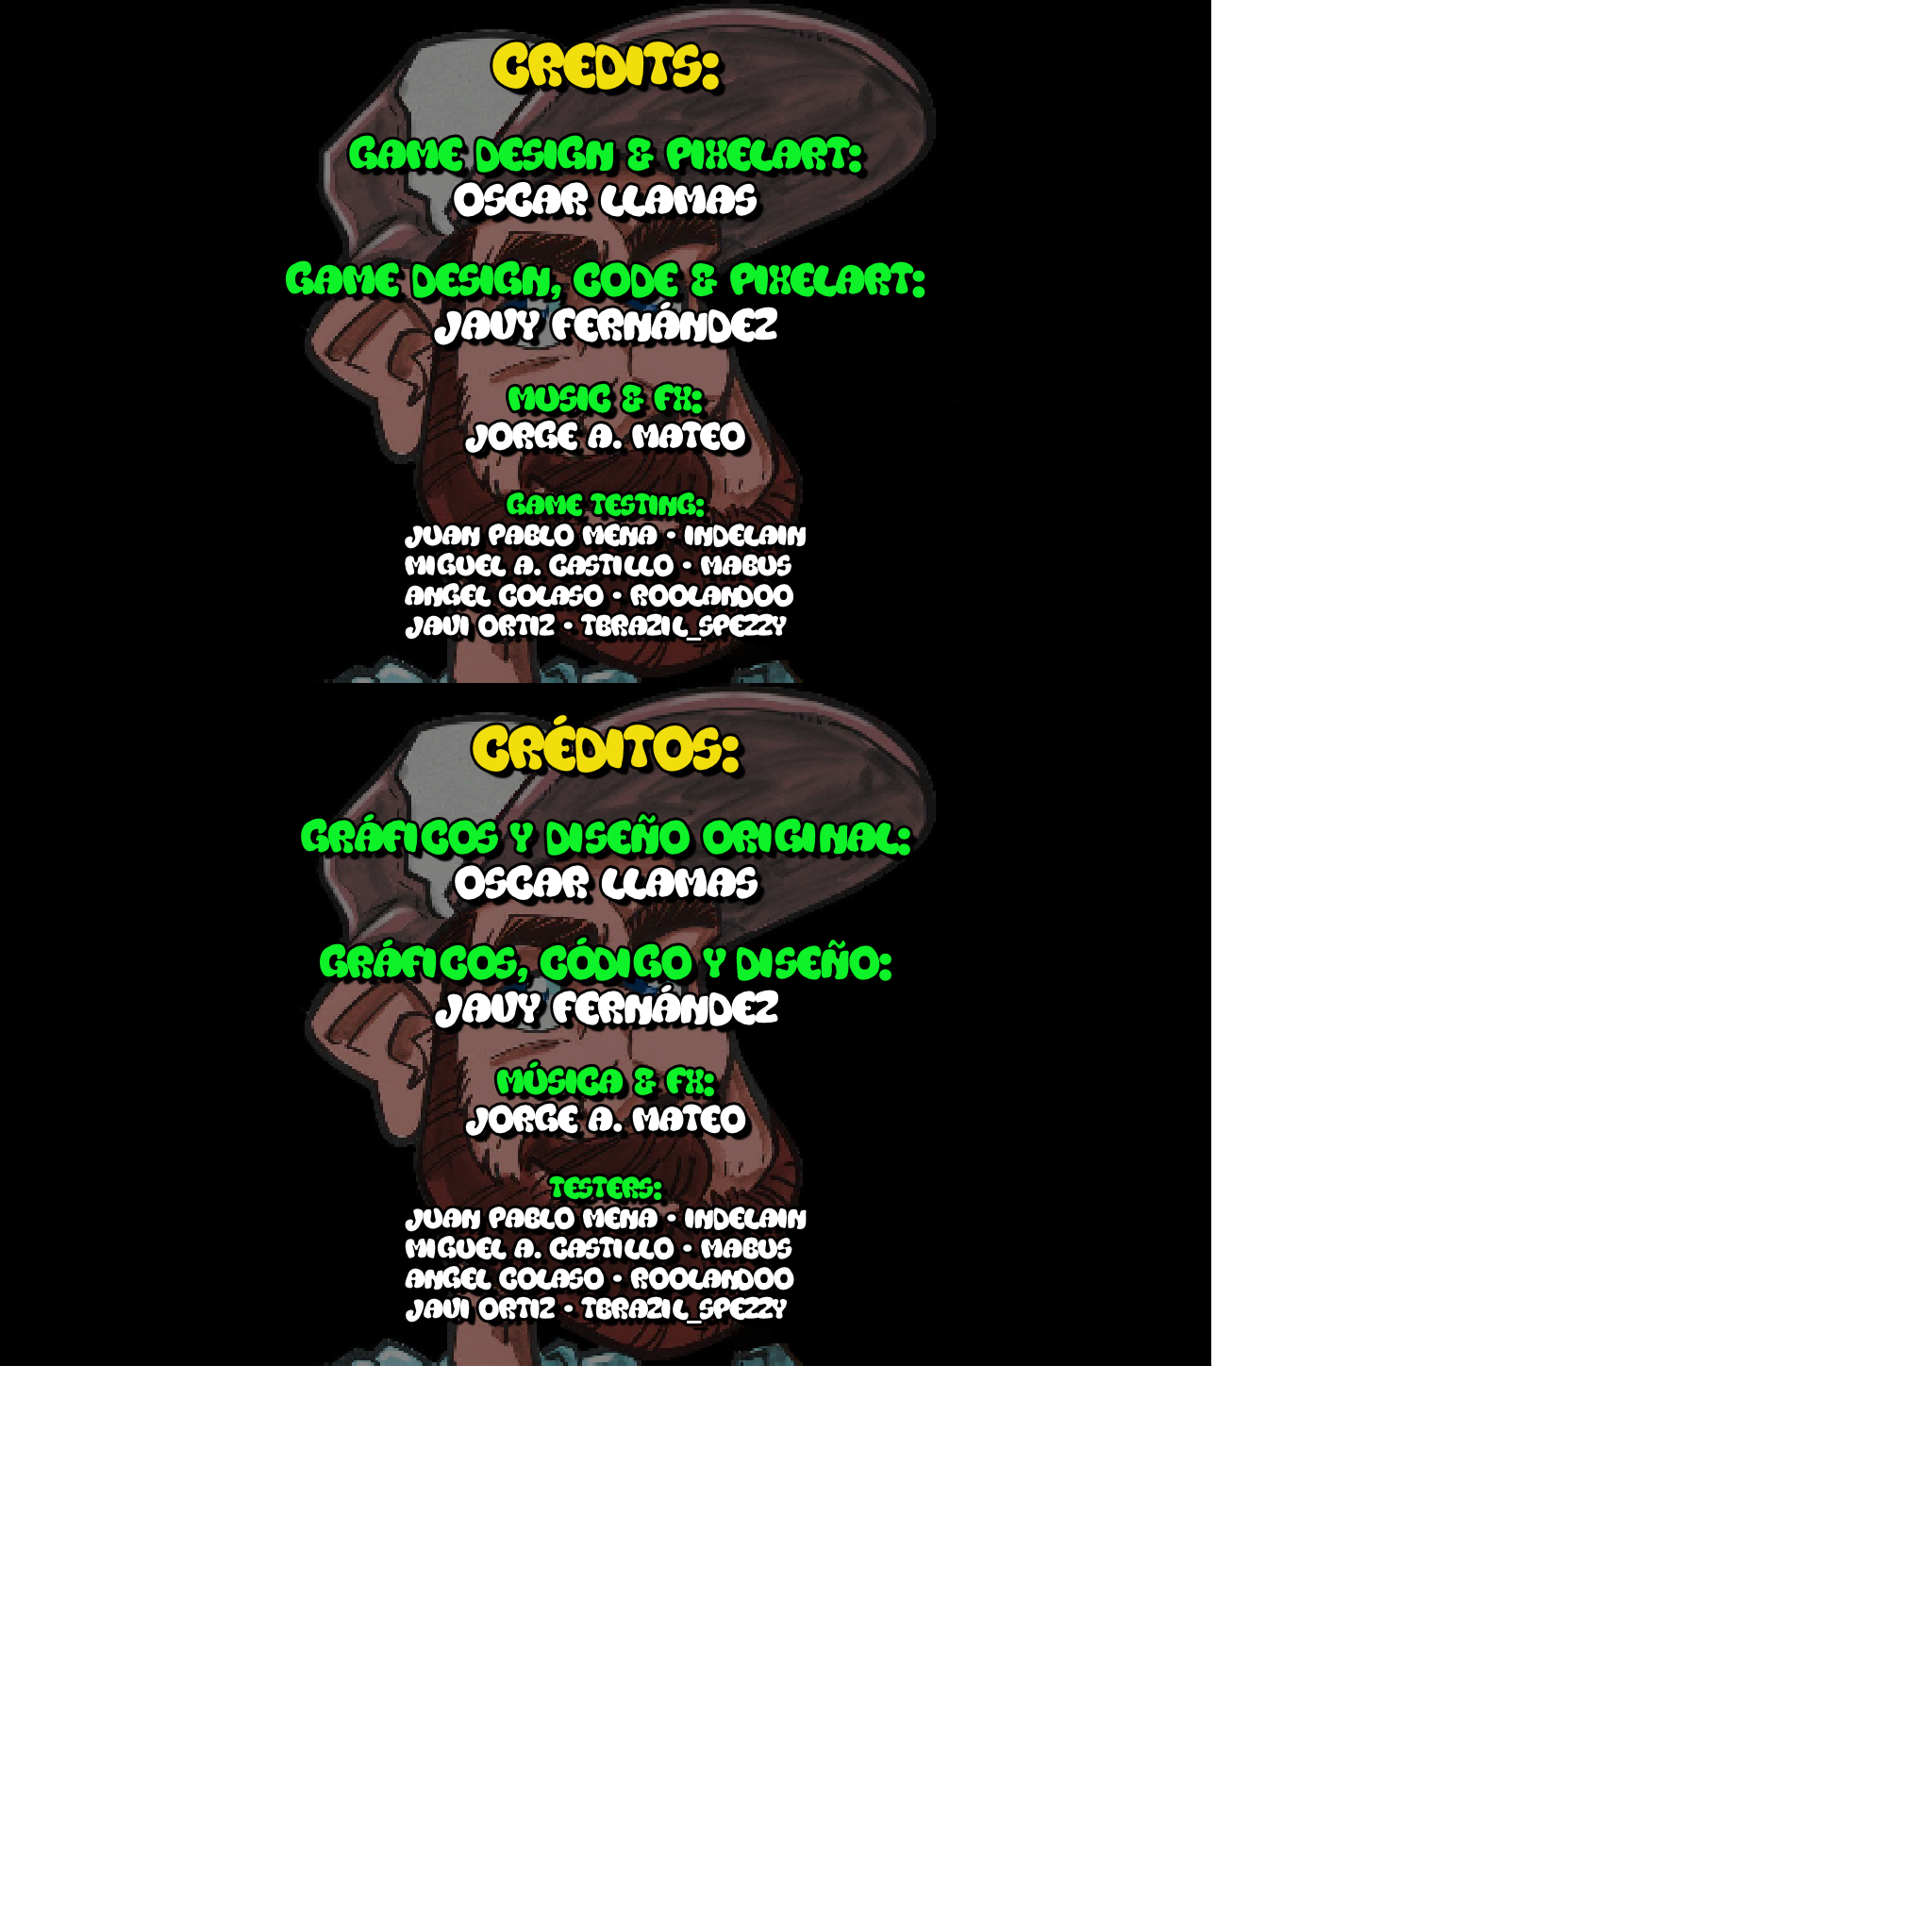 CREDITS:
GAME DESIGN & PIXELART:
OSCAR LLAMAS
GAME DESIGN, CODE & PIXELART:
JAVY FERNÁNDEZ
MUSIC & FX:
JORGE A. MATEO
GAME TESTING:
JUAN PABLO MENA · INDELAIN
MIGUEL A. CASTILLO · MABUS
ANGEL COLASO · ROOLANDOO
JAVI ORTIZ · TBRAZIL_SPEZZY
CRÉDITOS:
GRÁFICOS Y DISEÑO ORIGINAL:
OSCAR LLAMAS
GRÁFICOS, CÓDIGO Y DISEÑO:
JAVY FERNÁNDEZ
MÚSICA & FX:
JORGE A. MATEO
TESTERS:
JUAN PABLO MENA · INDELAIN
MIGUEL A. CASTILLO · MABUS
ANGEL COLASO · ROOLANDOO
JAVI ORTIZ · TBRAZIL_SPEZZY